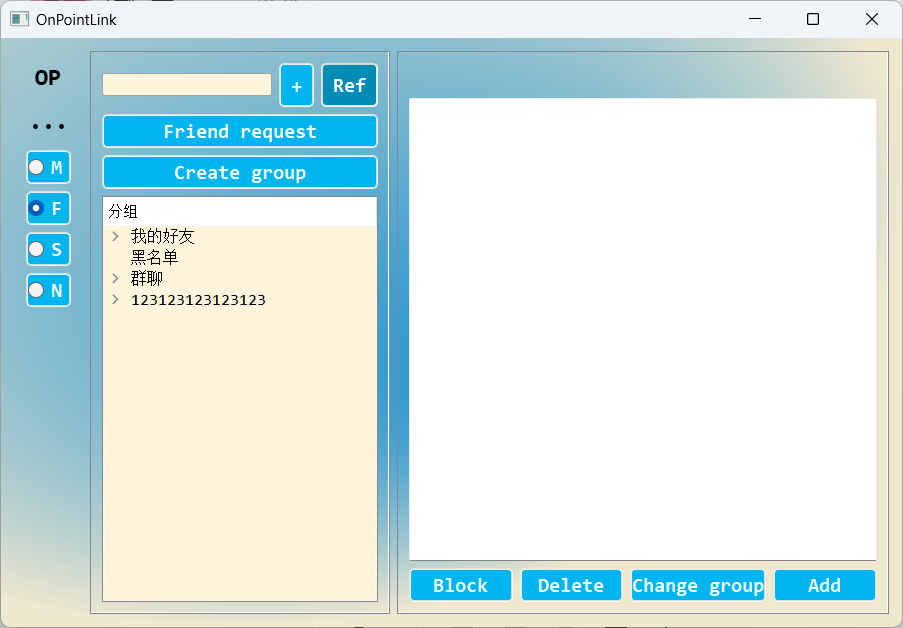 OnPointLink
OP
...
M
F
S
N
+ Ref
Friend request
Create group
分组
我的好友
黑名单
群聊
123123123123123
Block Delete Change group Add